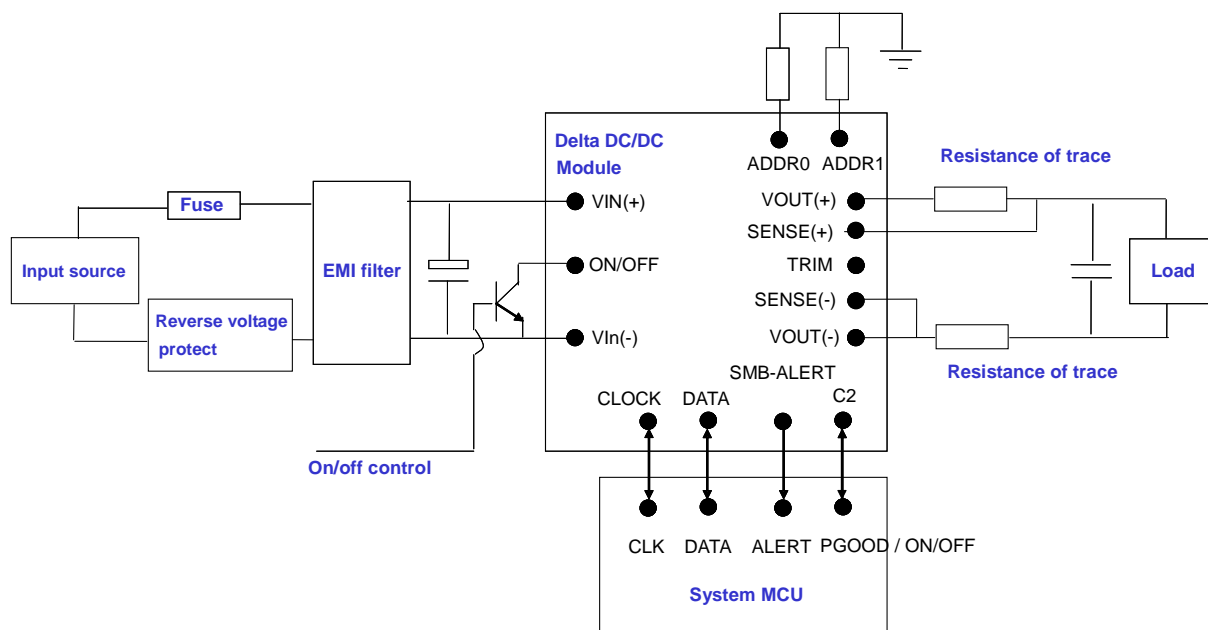 Delta DC/DC
Module
ADDR0
ADDR1
Resistance of trace
Fuse
VIN(+)
VOUT(+)
SENSE(+)
Input source
EMI filter
ON/OFF
TRIM
Load
SENSE(-)
Reverse voltage
protect
VIn(-)
VOUT(-)
Resistance of trace
SMB-ALERT
CLOCK
DATA
C2
On/off control
CLK
DATA
ALERT
PGOOD / ON/OFF
System MCU